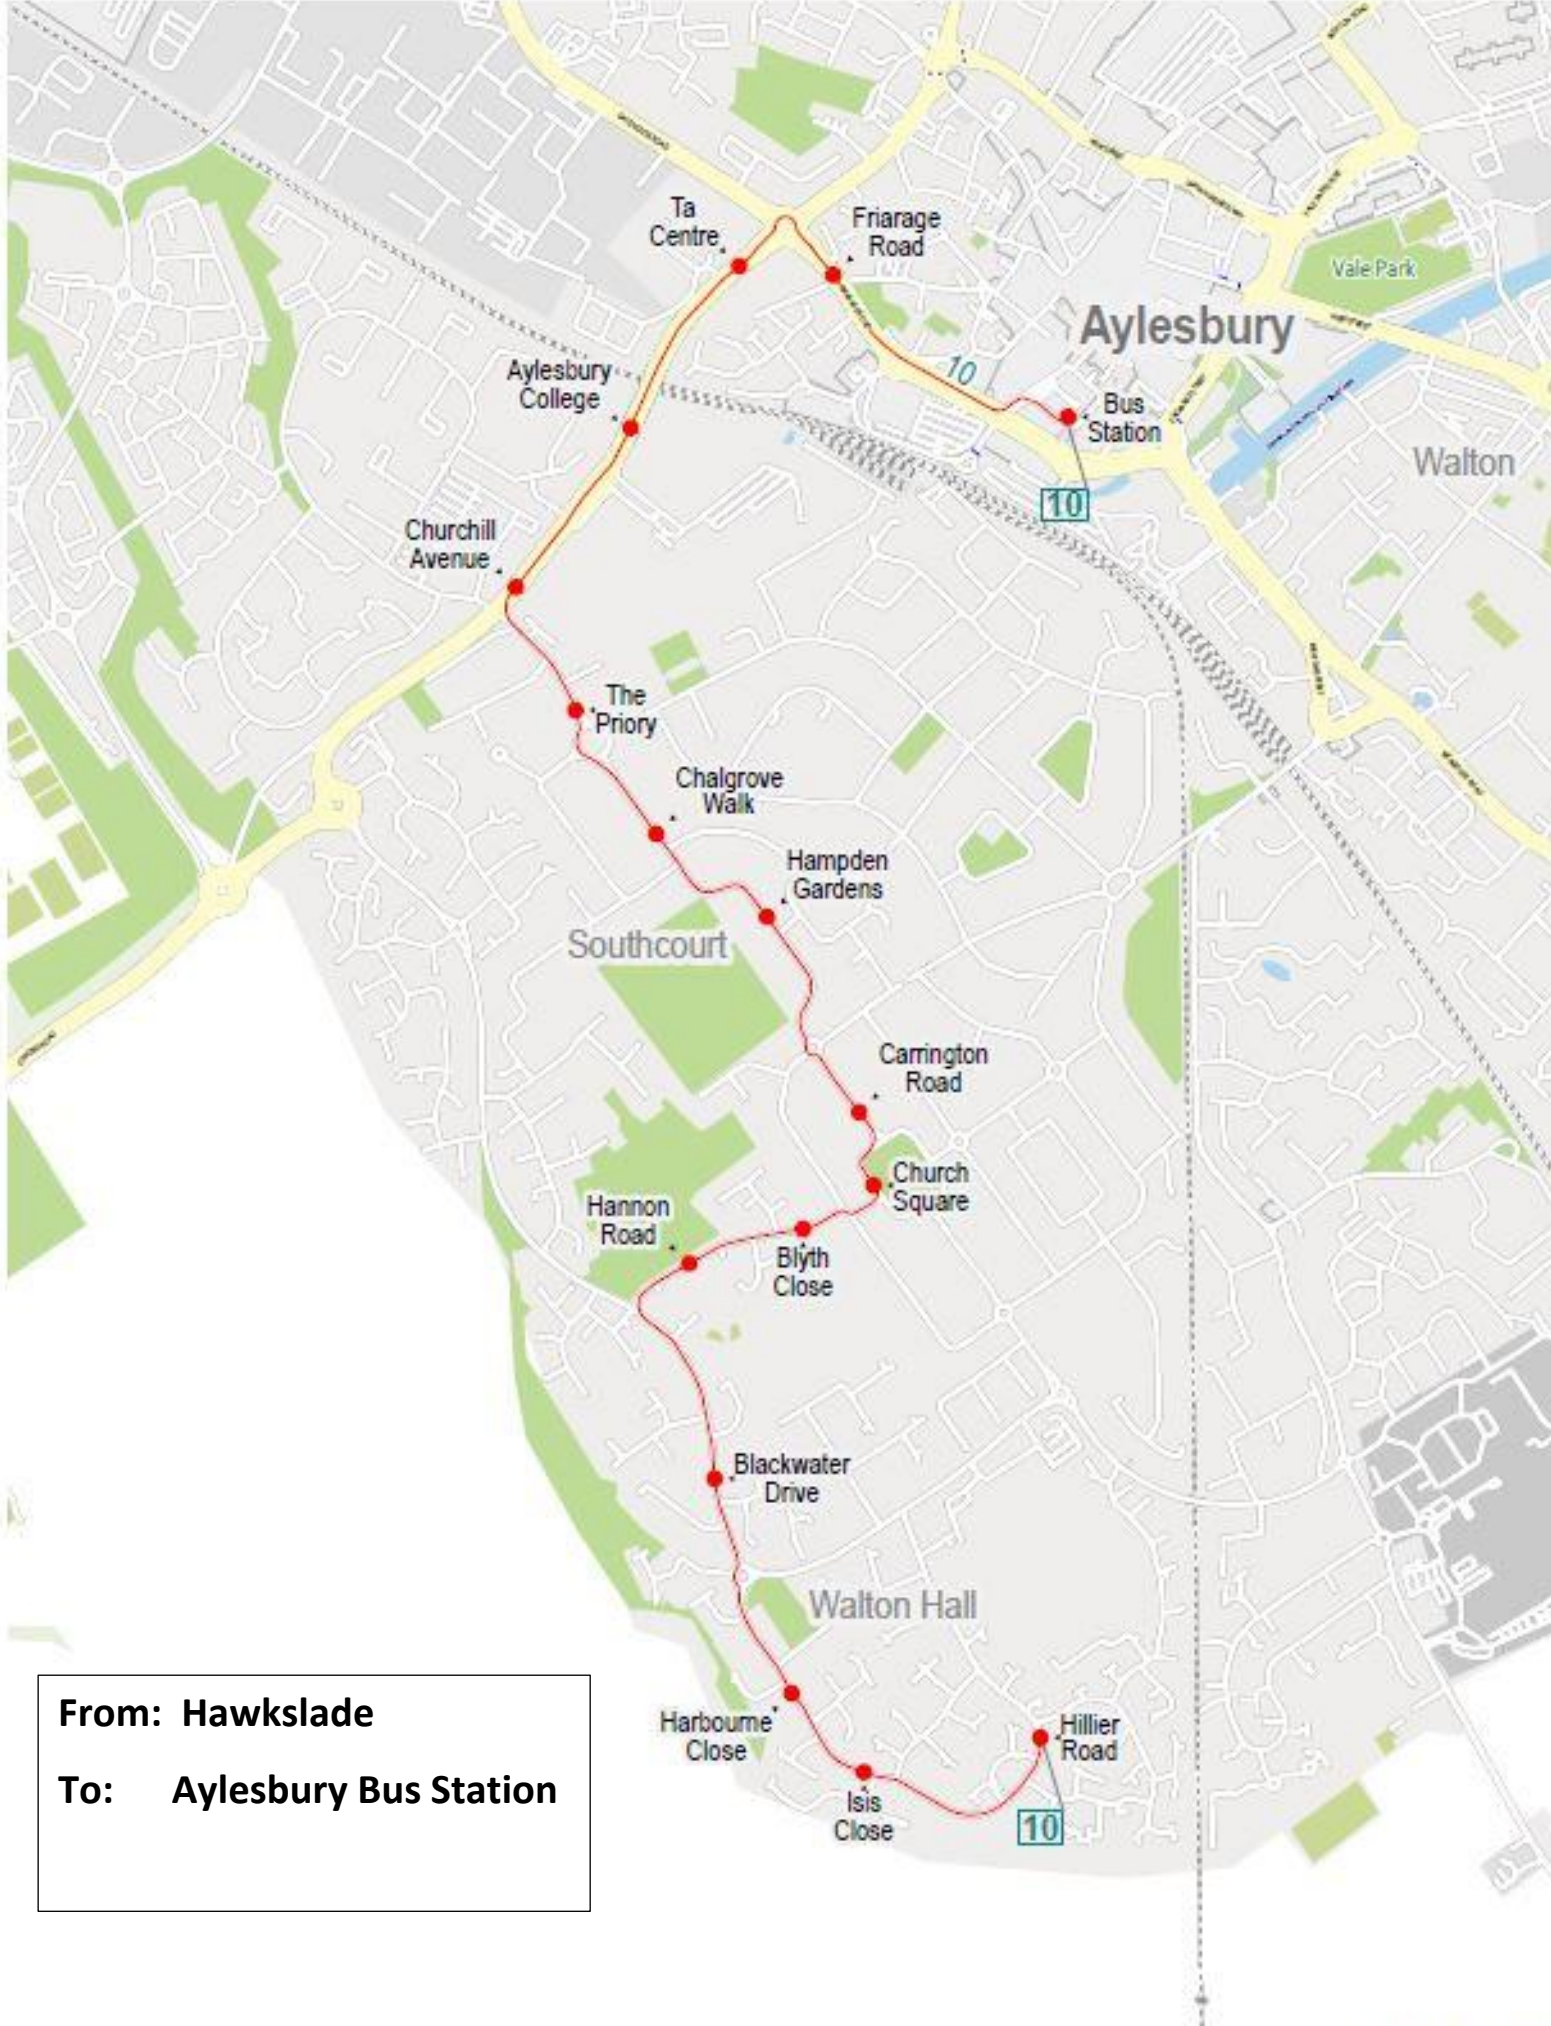 Ta
Centre
Friarage
Road
Vale Park
Aylesbury
Aylesbury
College
10
Bus
Station
Walton
10
Churchill
Avenue
The
Priory
Chalgrove
Walk
Hampden
Gardens
Southcourt
Carrington
Road
Church
Square
Hannon
Road
Blyth
Close
Blackwater
Drive
Walton Hall
Harbourne
Close
Hillier
Road
Isis
Close
10
From: Hawkslade
To: Aylesbury Bus Station